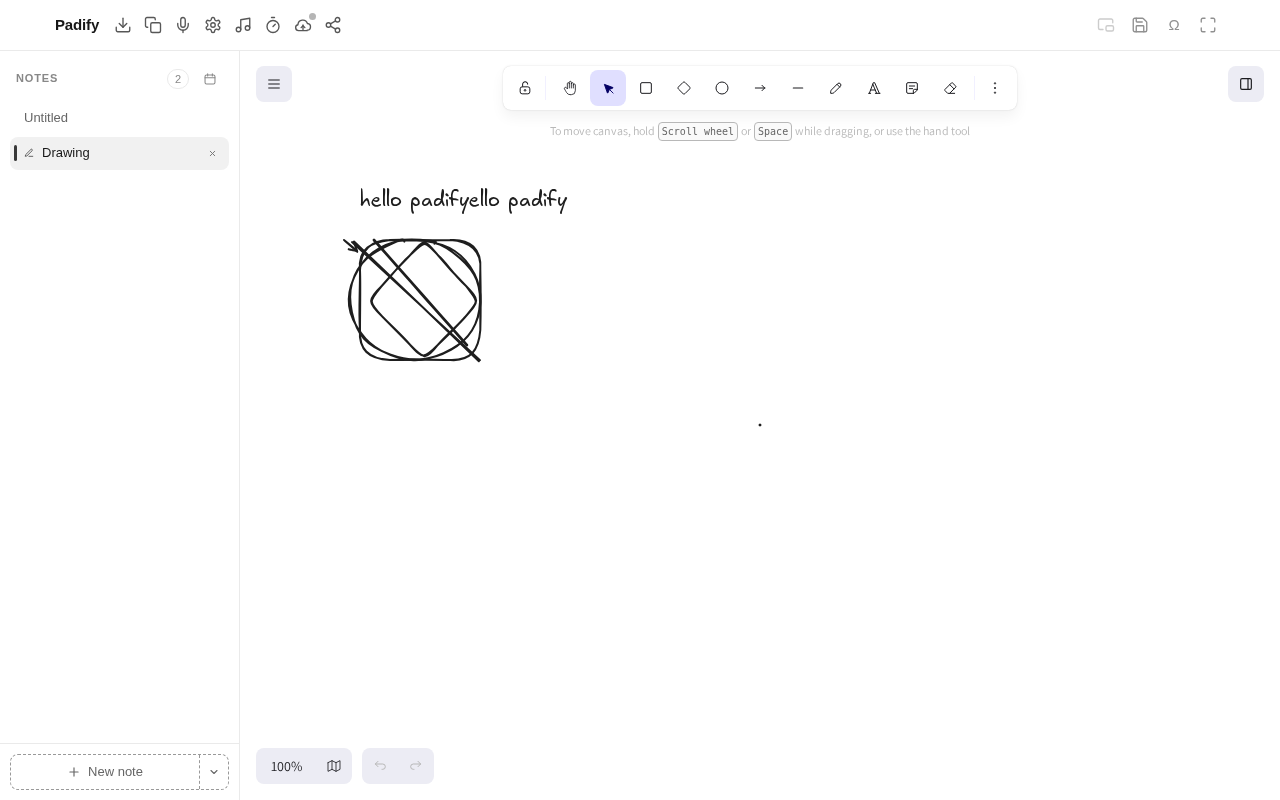 Padify
NOTES
2
Untitled
Drawing
To move canvas, hold Scroll wheel or Space while dragging, or use the hand tool
hello padifyello padify
100%
New note